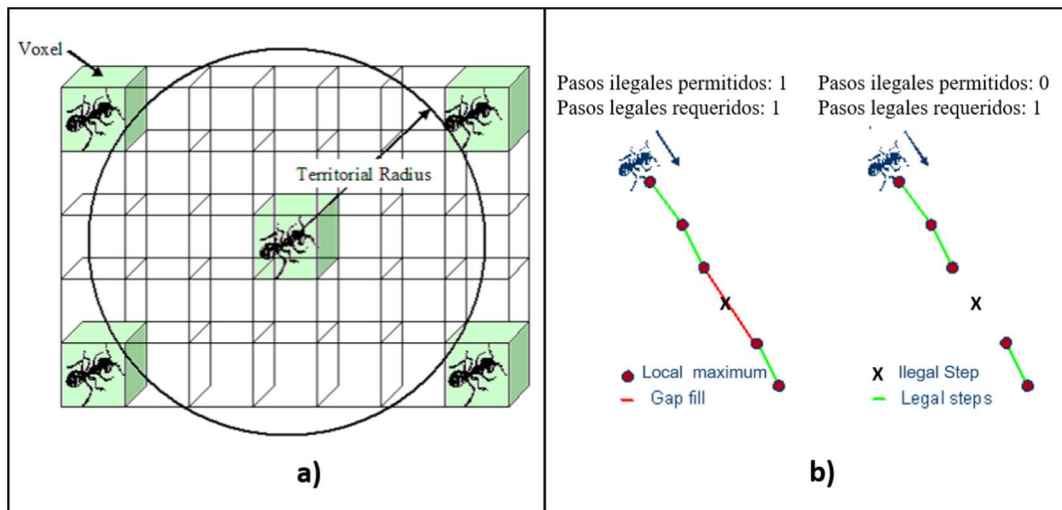 Voxel
Territorial Radius
a)
Pasos ilegales permitidos: 1
Pasos legales requeridos: 1
Pasos ilegales permitidos: 0
Pasos legales requeridos: 1
X
X
Local maximum
Gap fill
X Ilegal Step
Legal steps
b)